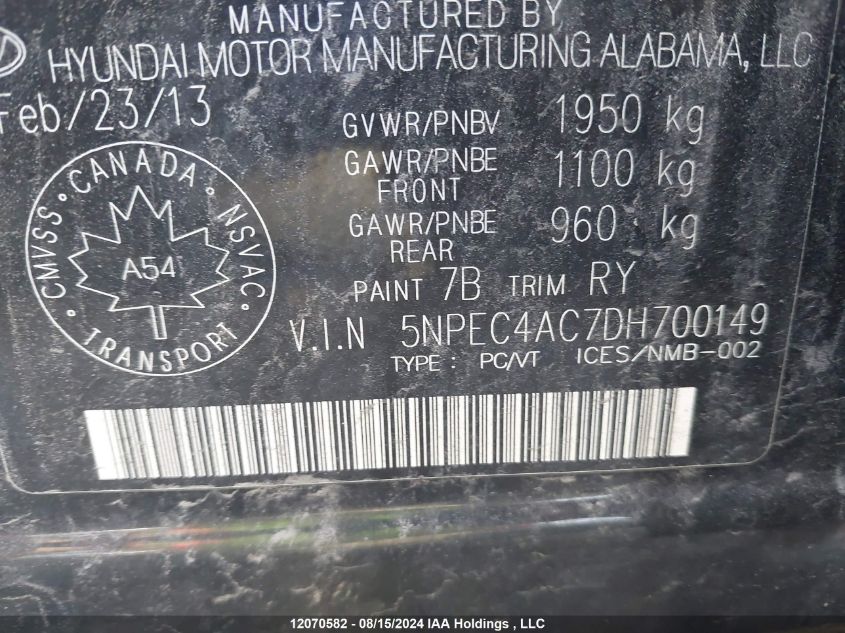 MANUFACTURED BY
HYUNDAI MOTOR MANUFACTURING ALABAMA, LLC
Feb/23/13
GVWR/PNBV 1950 kg
GAWR/PNBE FRONT 1100 kg
GAWR/PNBE REAR 960 kg
CANADA
CMVSS • NSVAC
A54
TRANSPORT
PAINT 7B TRIM RY
V.I.N 5NPEC4AC7DH700149
TYPE : PC/VT ICES/NMB-002
12070582 - 08/15/2024 IAA Holdings , LLC